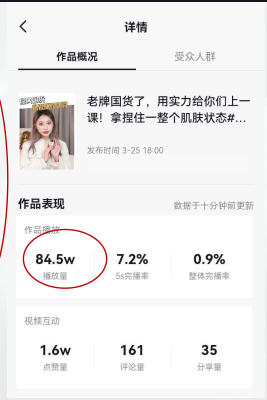 详情
作品概况
受众人群
老牌国货了，用实力给你们上一
课！拿捏住一整个肌肤状态#...
发布时间 3-25 18:00
作品表现
数据于十分钟前更新
作品播放
84.5w
7.2%
0.9%
播放量
5s完播率
整体完播率
视频互动
1.6w
161
35
点赞量
评论量
分享量